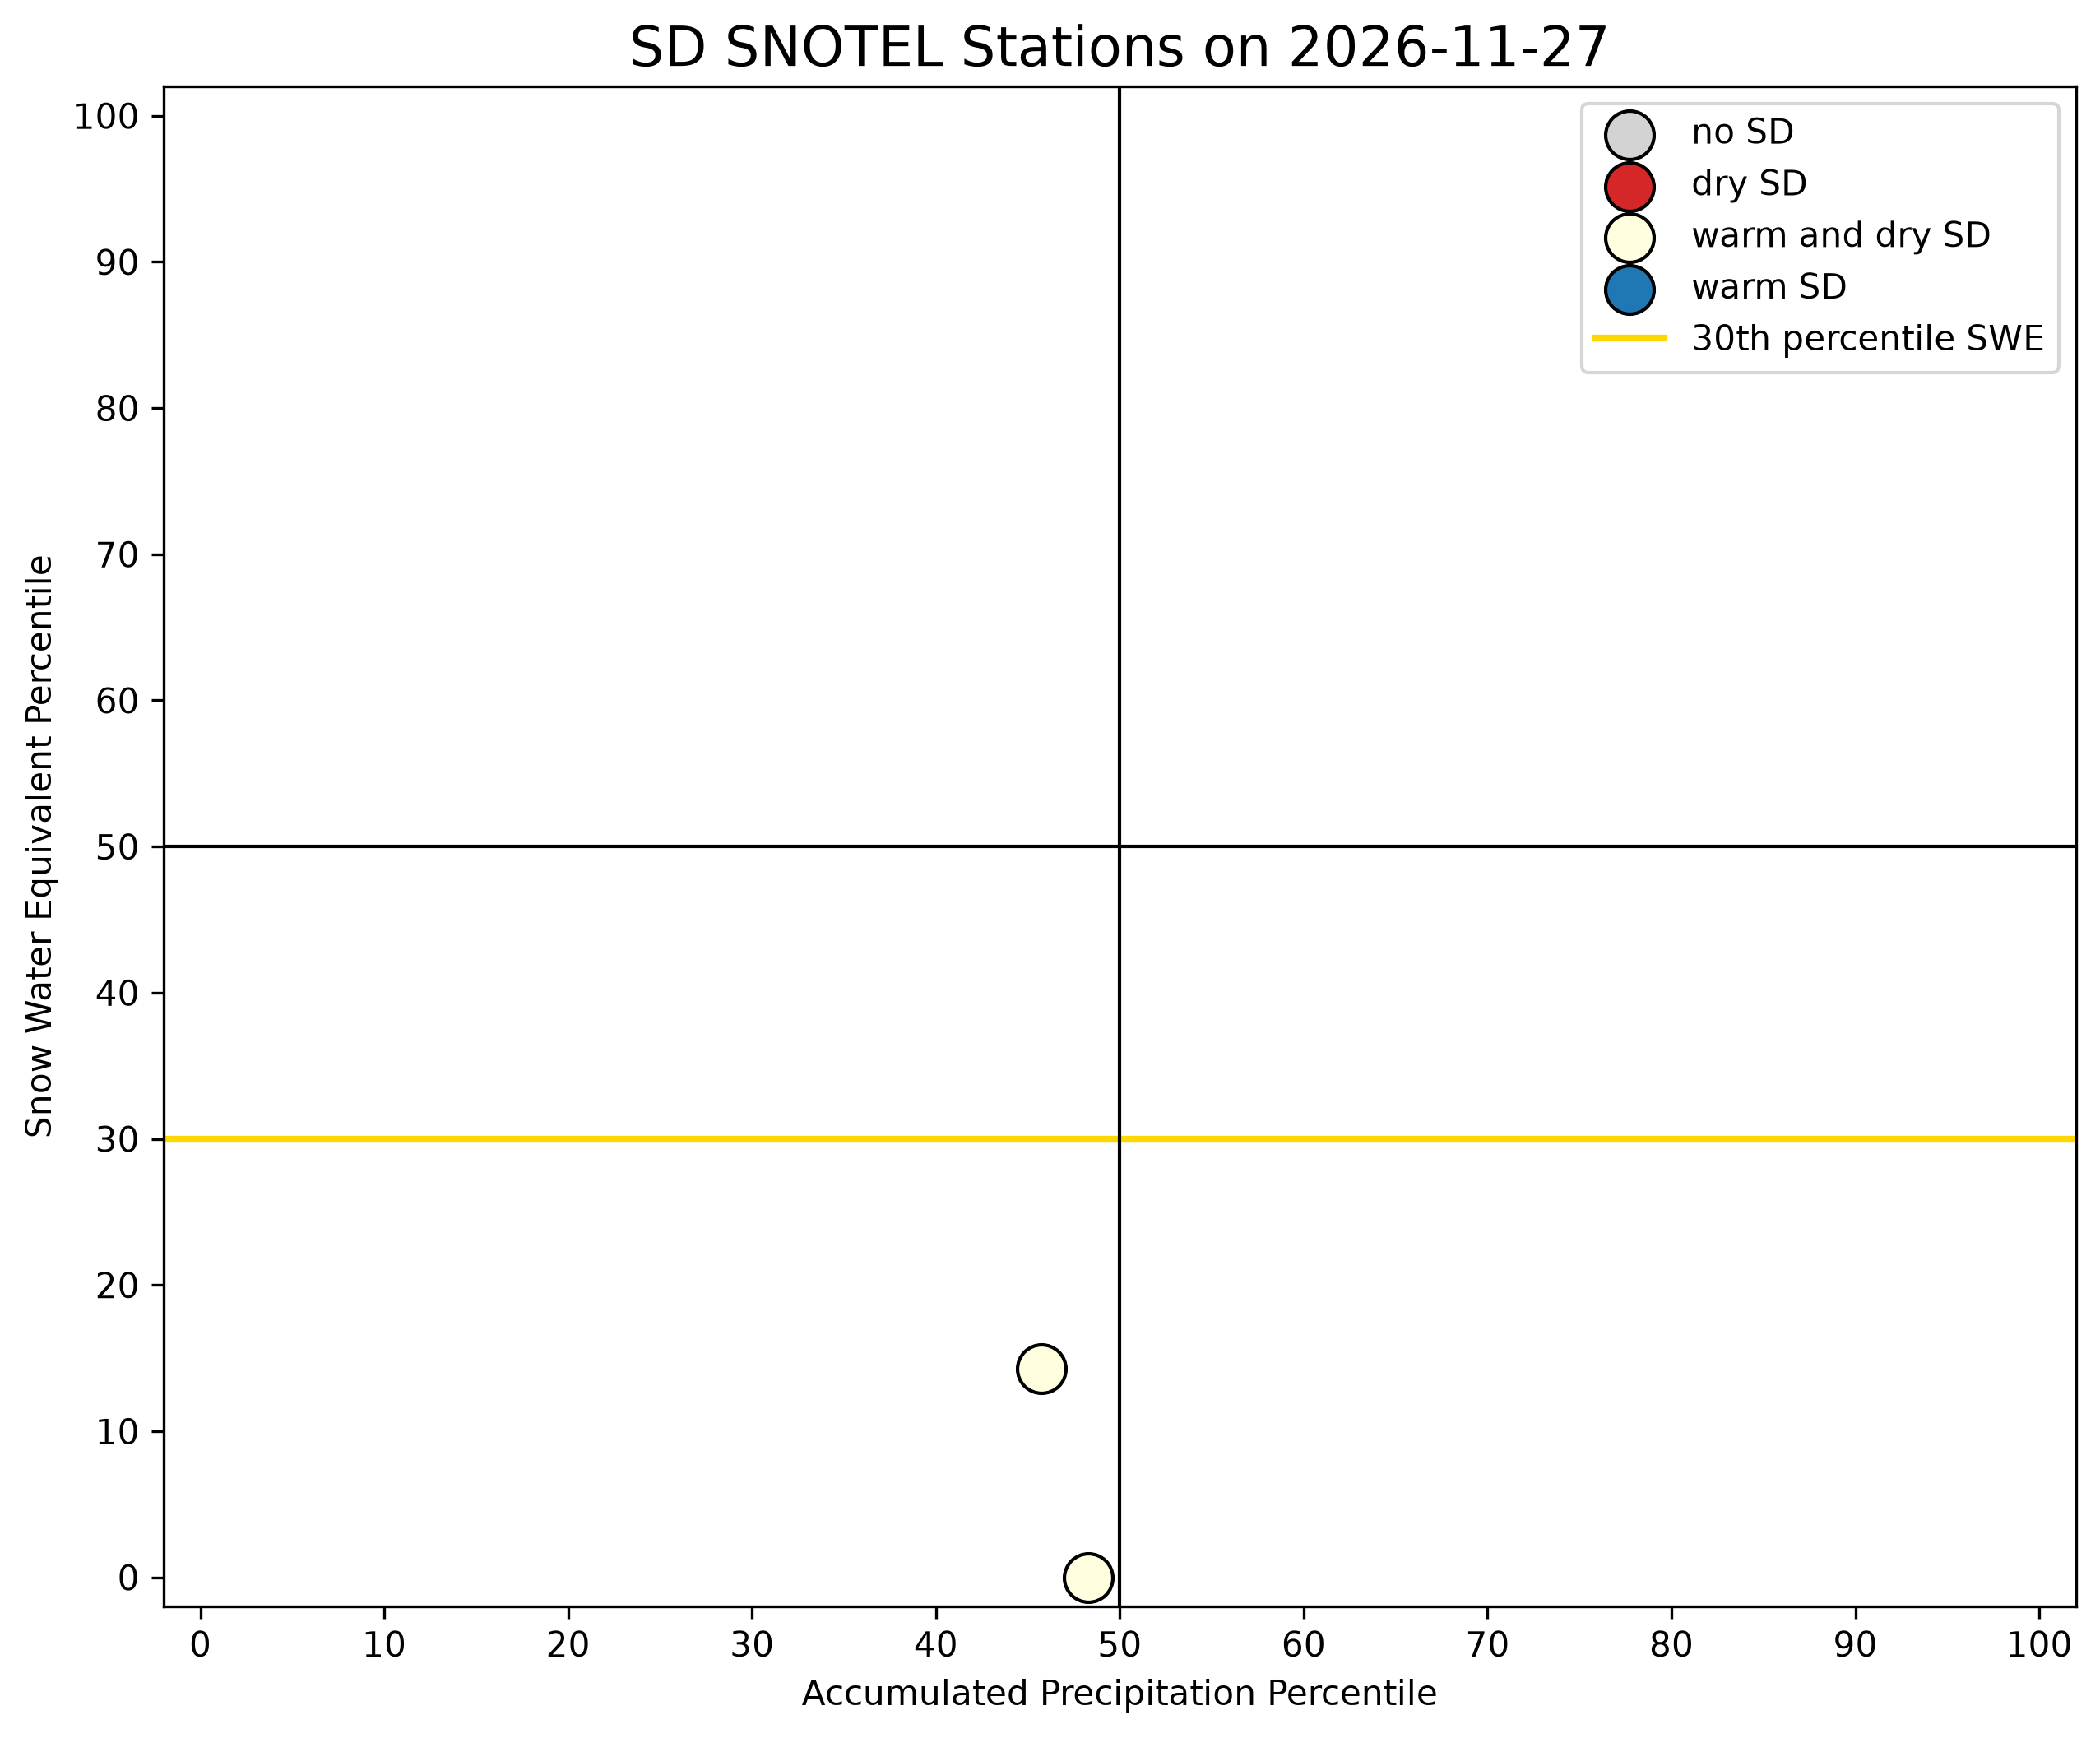 SD SNOTEL Stations on 2026-11-27
no SD
dry SD
warm and dry SD
warm SD
30th percentile SWE
Snow Water Equivalent Percentile
100
90
80
70
60
50
40
30
20
10
0
0 10 20 30 40 50 60 70 80 90 100
Accumulated Precipitation Percentile